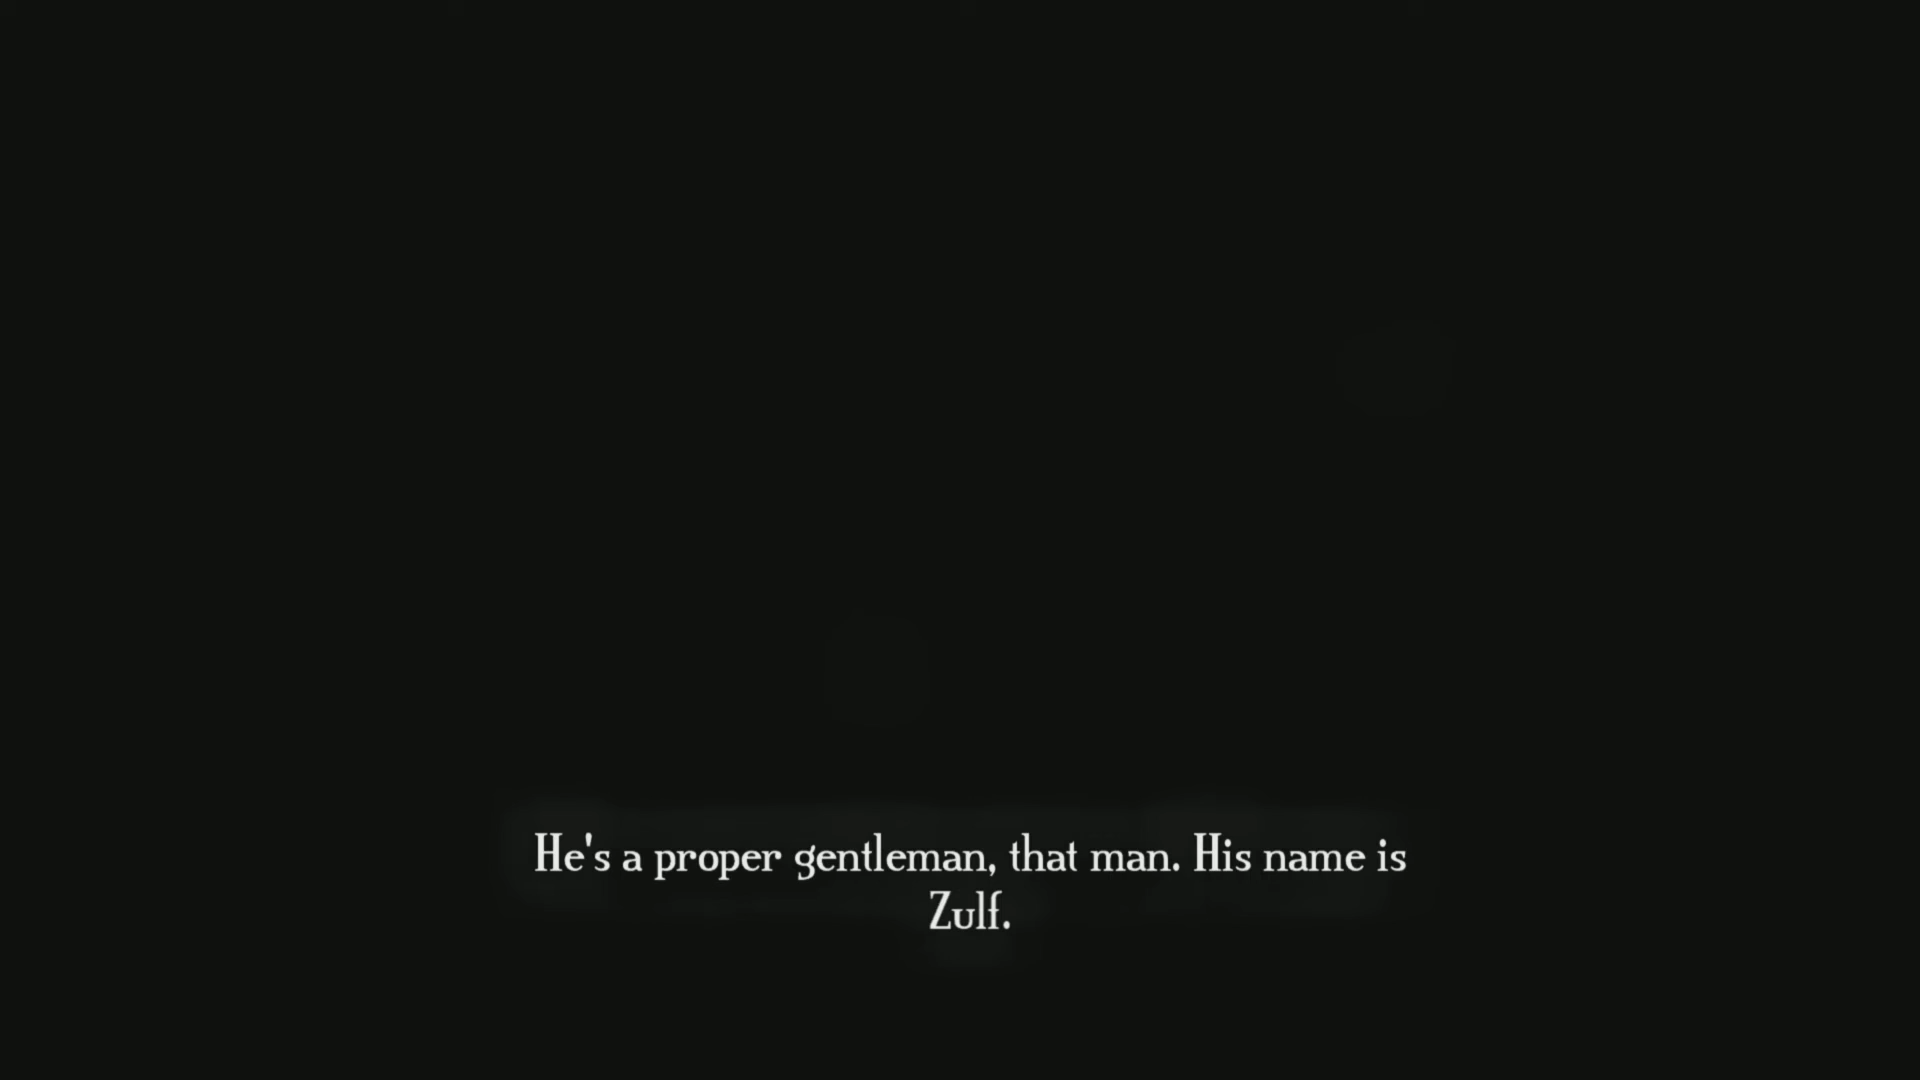 He's a proper gentleman, that man. His name is
Zulf.